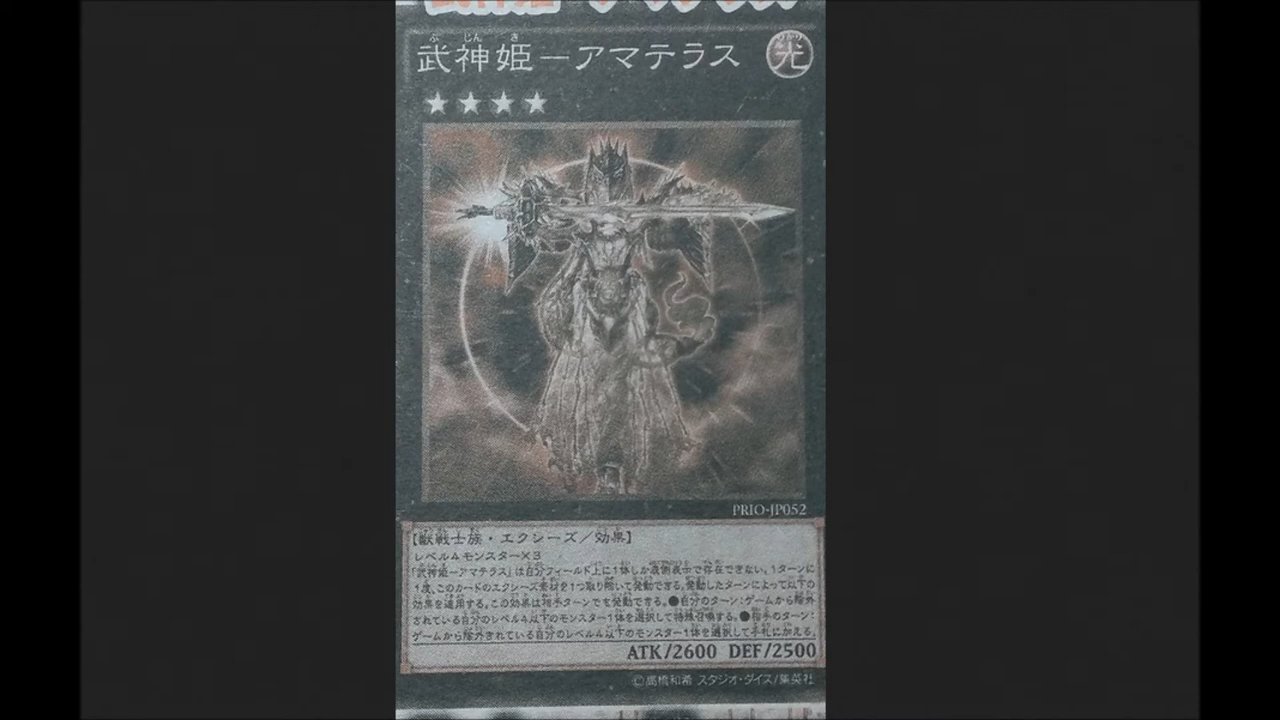 武神姫－アマテラス
光
【獣戦士族・エクシーズ／効果】
レベル4モンスター×3
「武神姫－アマテラス」は自分フィールド上に1体しか表側表示で存在できない。1ターンに
1度、このカードのエクシーズ素材を1つ取り除いて発動できる。発動したターンによって以下の
効果を適用する。この効果は相手ターンでも発動できる。●自分のターン：ゲームから除外
されている自分のレベル4以下のモンスター1体を選択して特殊召喚する。●相手のターン：
ゲームから除外されている自分のレベル4以下のモンスター1体を選択して手札に加える。
PRIO-JP052
ATK/2600 DEF/2500
©高橋和希 スタジオ・ダイス/集英社